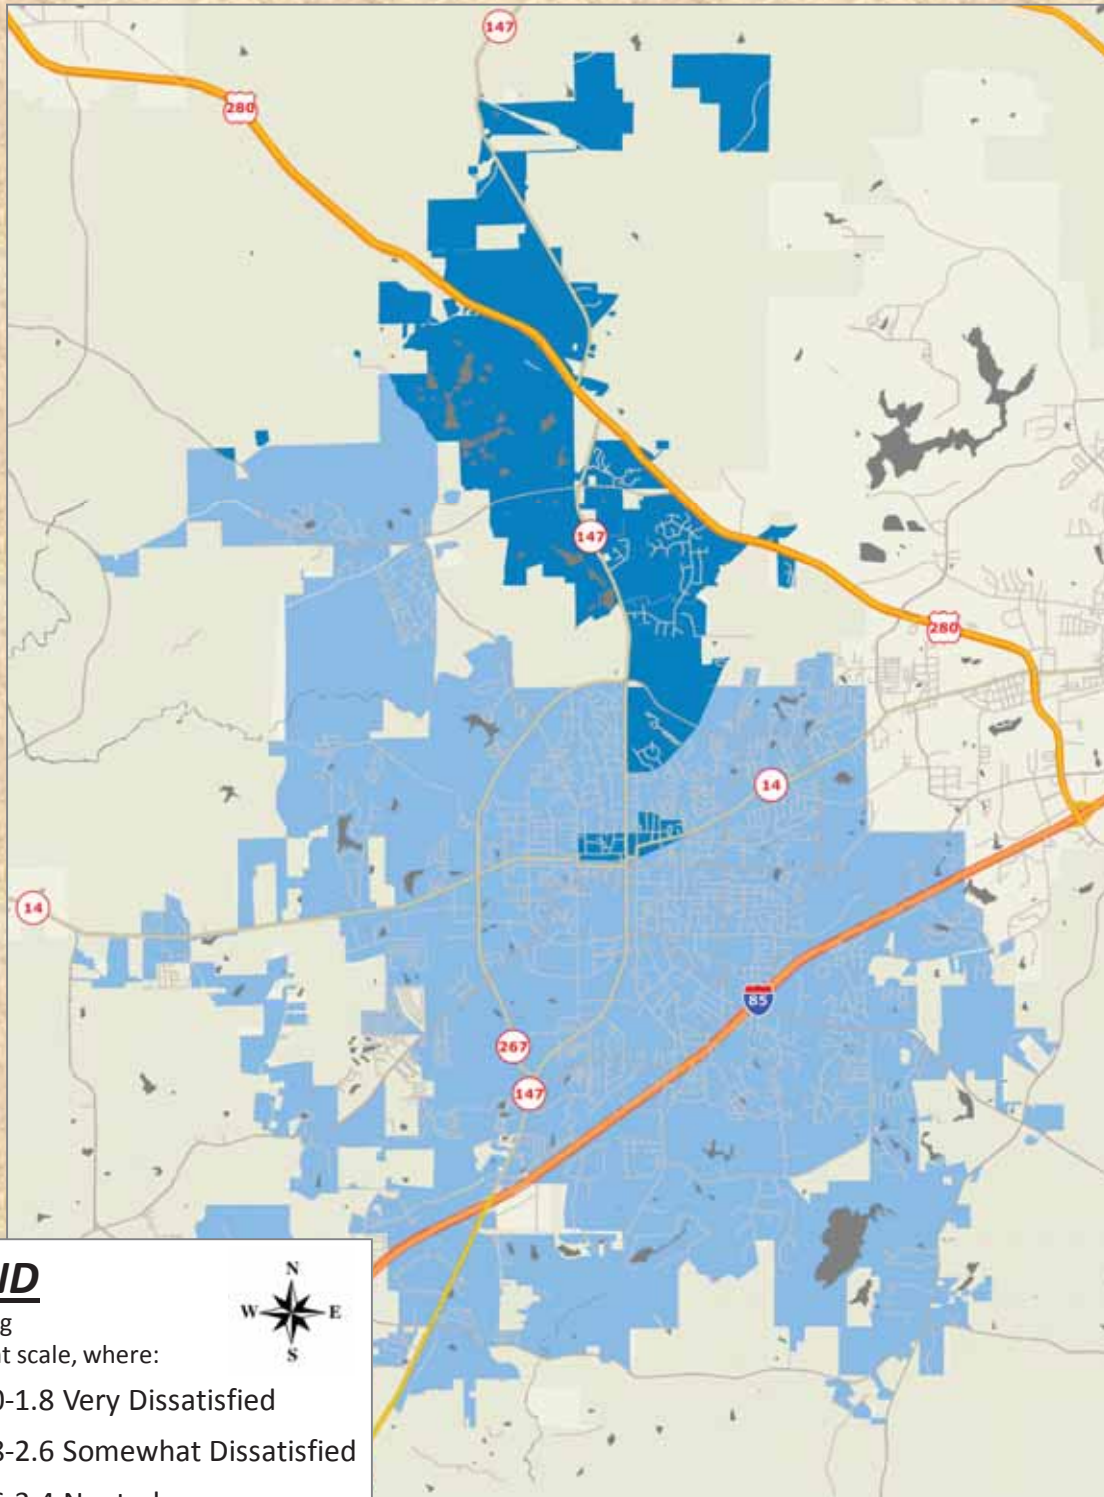 147
280
147
280
14
14
85
267
147
N
W E
S
at scale, where:
0-1.8 Very Dissatisfied
8-2.6 Somewhat Dissatisfied